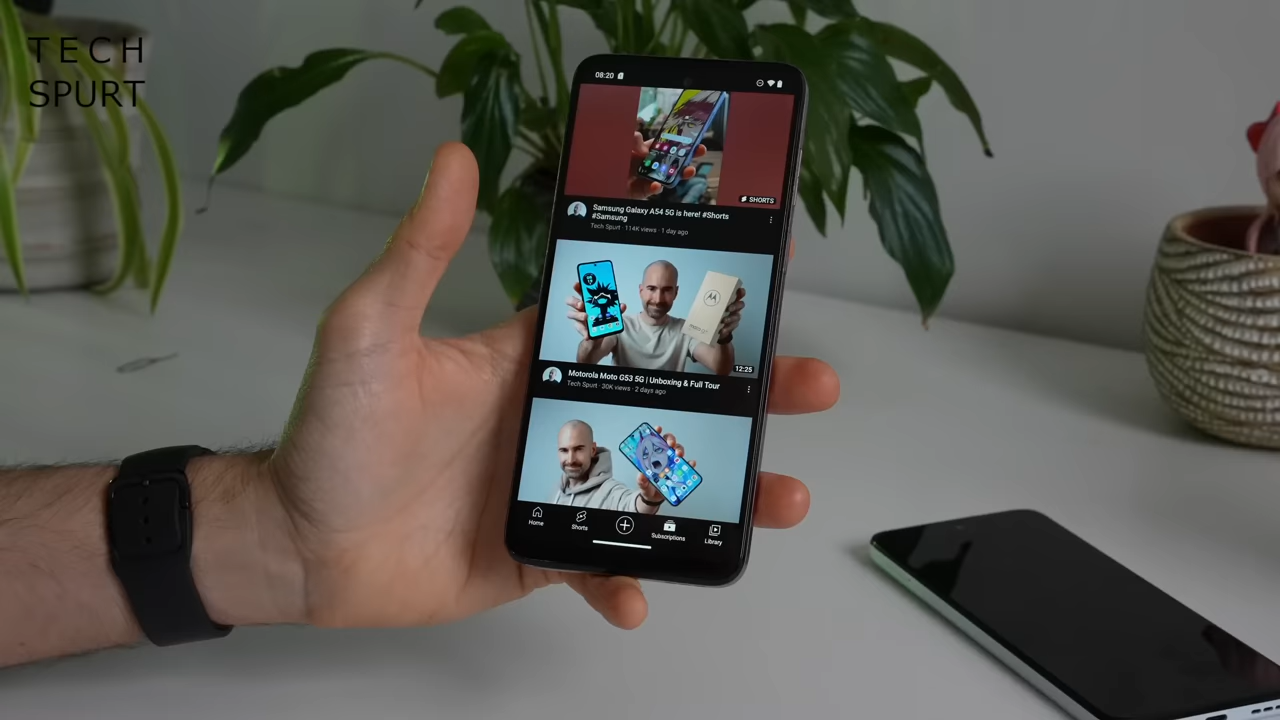 TECH
SPURT
08:20
SHORTS
Samsung Galaxy A54 5G is here! #Shorts
#Samsung
Tech Spurt · 114K views · 1 day ago
12:25
Motorola Moto G53 5G | Unboxing & Full Tour
Tech Spurt · 30K views · 2 days ago
Home
Shorts
Subscriptions
Library